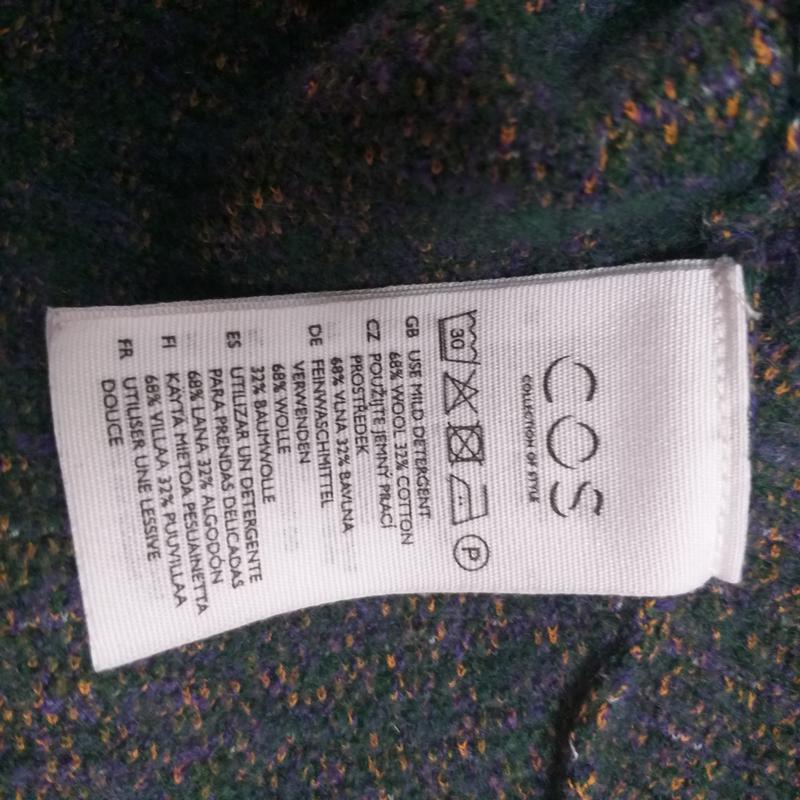 COS
COLLECTION OF STYLE
30
P
GB USE MILD DETERGENT
68% WOOL 32% COTTON
CZ POUŽIJTE JEMNÝ PRACÍ
PROSTŘEDEK
68% VLNA 32% BAVLNA
DE FEINWASCHMITTEL
VERWENDEN
68% WOLLE
32% BAUMWOLLE
ES UTILIZAR UN DETERGENTE
PARA PRENDAS DELICADAS
68% LANA 32% ALGODÓN
FI KÄYTÄ MIETOA PESUAINETTA
68% VILLAA 32% PUUVILLAA
FR UTILISER UNE LESSIVE
DOUCE